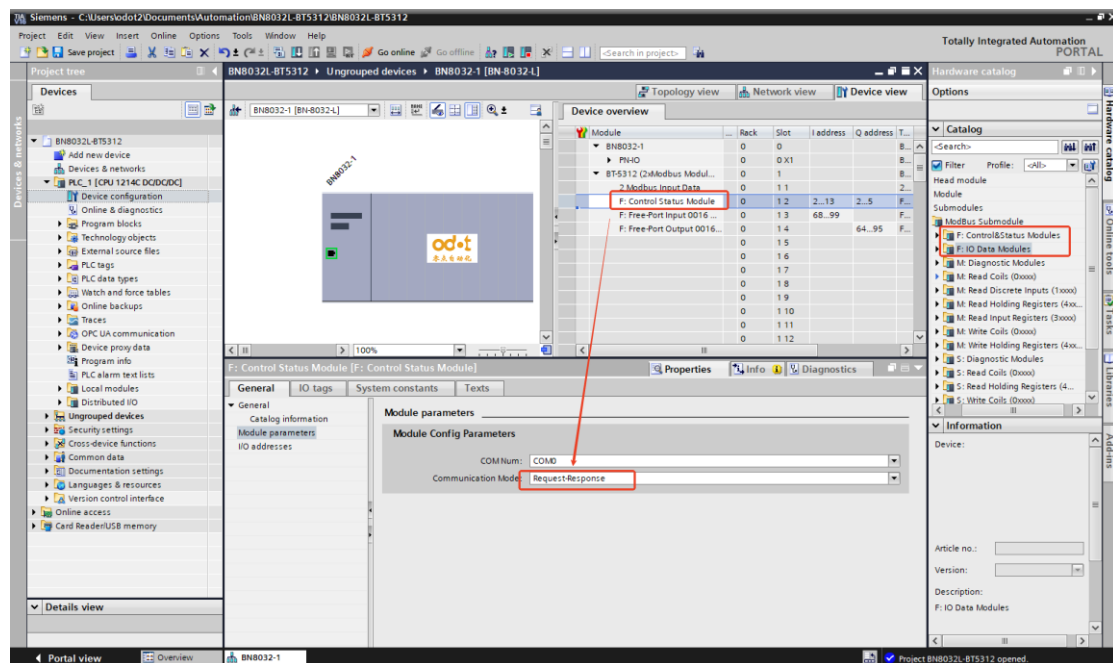 Siemens - C:\Users\odot2\Documents\Automation\BN8032L-BT5312\BN8032L-BT5312
Project Edit View Insert Online Options Tools Window Help
Save project Go online Go offline <Search in project>
Totally Integrated Automation
PORTAL
Project tree
BN8032L-BT5312 Ungrouped devices BN8032-1 [BN-8032-L]
Hardware catalog
Devices
Topology view Network view Device view
Options
BN8032-1 [BN-8032-L]
Device overview
Module ... Rack Slot I address Q address T...
BN8032-1 0 0 B...
PN-IO 0 0 X1 B...
BT-5312 (2xModbus Modul... 0 1 B...
2 Modbus Input Data 0 1 1 2...
F: Control Status Module 0 1 2 2...13 2...5 F...
F: Free-Port Input 0016 ... 0 1 3 68...99 F...
F: Free-Port Output 0016... 0 1 4 64...95 F...
0 1 5
0 1 6
0 1 7
0 1 8
0 1 9
0 1 10
0 1 11
0 1 12
BN8032-1
odot
零点自动化
100%
Devices & networks
BN8032L-BT5312
Add new device
Devices & networks
PLC_1 [CPU 1214C DC/DC/DC]
Device configuration
Online & diagnostics
Program blocks
Technology objects
External source files
PLC tags
PLC data types
Watch and force tables
Online backups
Traces
OPC UA communication
Device proxy data
Program info
PLC alarm text lists
Local modules
Distributed I/O
Ungrouped devices
Security settings
Cross-device functions
Common data
Documentation settings
Languages & resources
Version control interface
Online access
Card Reader/USB memory
Details view
F: Control Status Module [F: Control Status Module]
Properties Info Diagnostics
General IO tags System constants Texts
General
Catalog information
Module parameters
I/O addresses
Module parameters
Module Config Parameters
COM Num: COM0
Communication Mode: Request-Response
Catalog
<Search>
Filter Profile: <All>
Head module
Module
Submodules
ModBus Submodule
F: Control&Status Modules
F: IO Data Modules
M: Diagnostic Modules
M: Read Coils (0xxxx)
M: Read Discrete Inputs (1xxxx)
M: Read Holding Registers (4xx...
M: Read Input Registers (3xxxx)
M: Write Coils (0xxxx)
M: Write Holding Registers (4xx...
S: Diagnostic Modules
S: Read Coils (0xxxx)
S: Read Holding Registers (4...
S: Write Coils (0xxxx)
Information
Device:
Article no.:
Version:
Description:
F: IO Data Modules
Hardware catalog
Online tools
Tasks
Libraries
Add-ins
Portal view Overview BN8032-1
Project BN8032L-BT5312 opened.